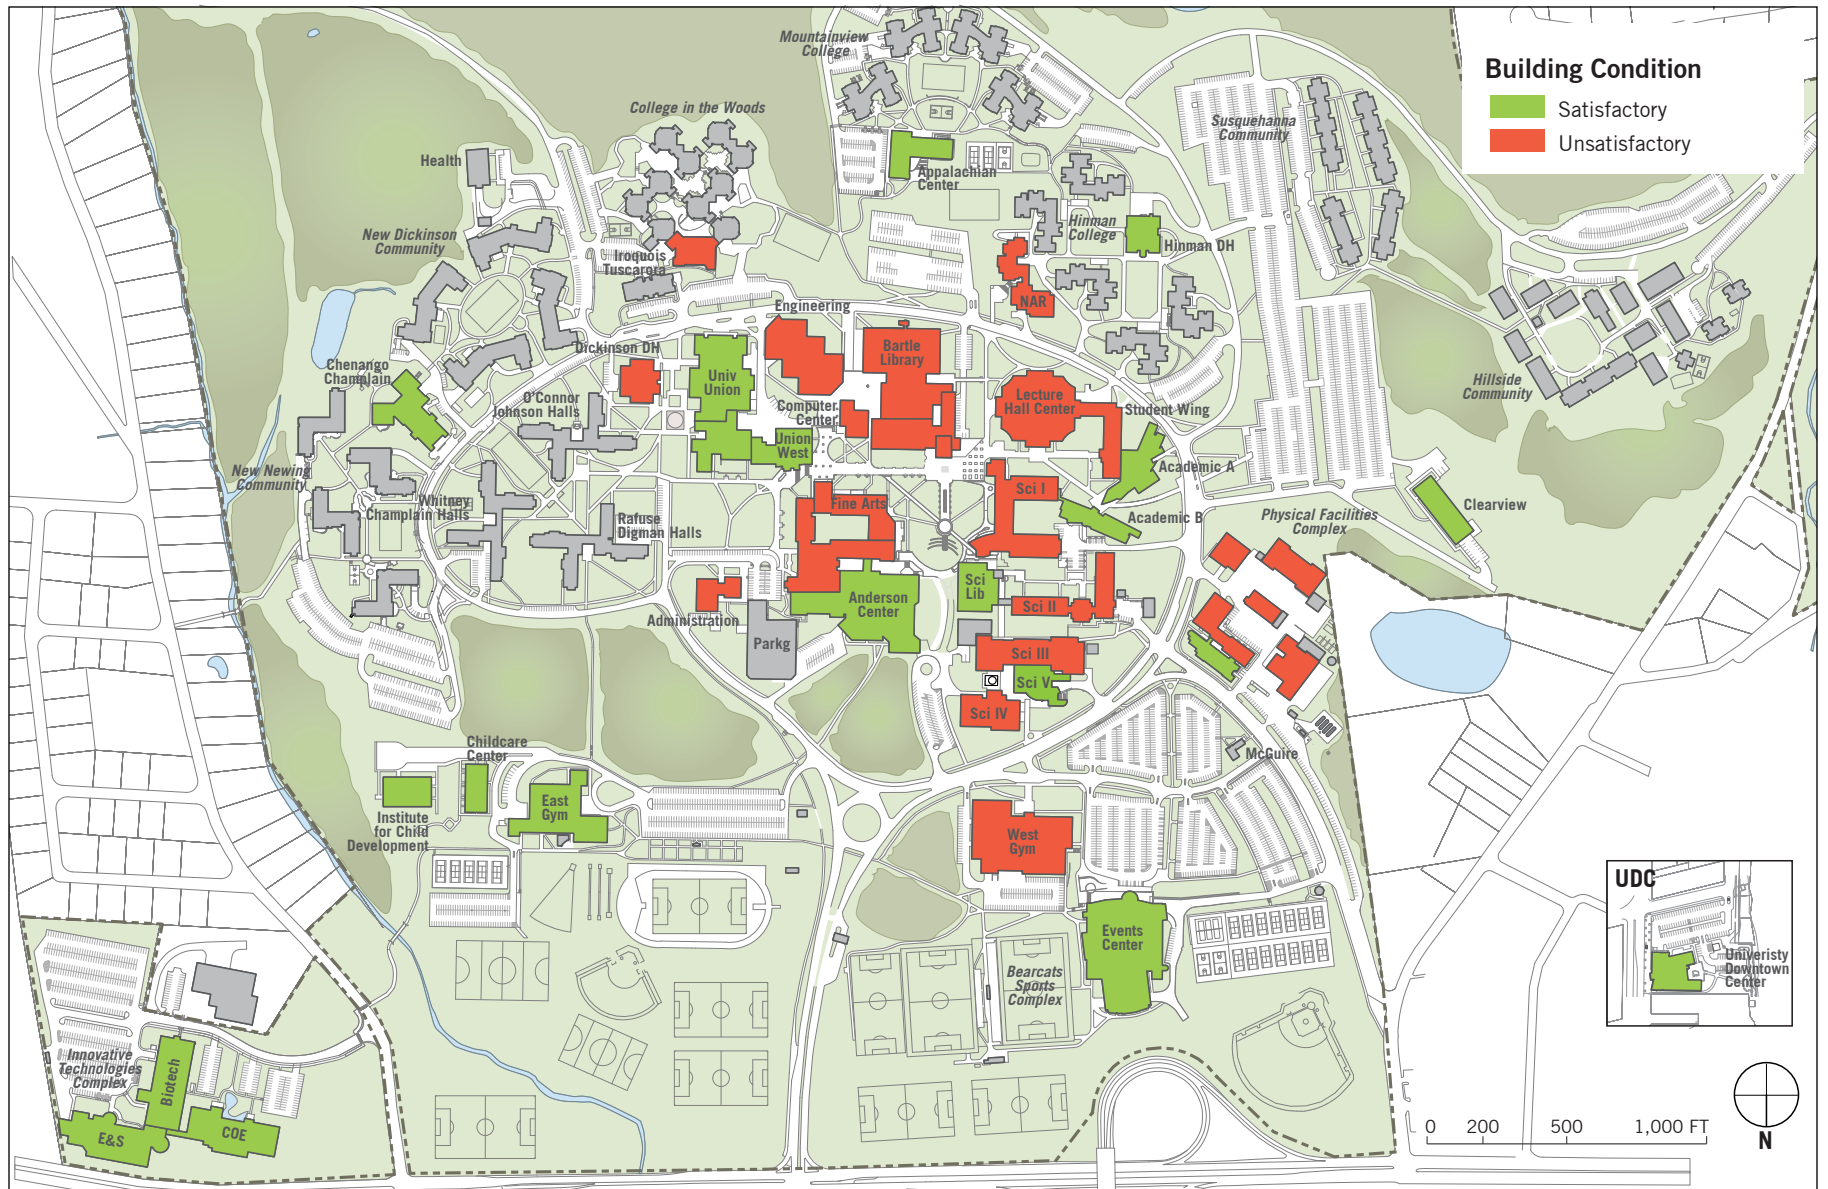 Mountainview
College
Building Condition
Satisfactory
Unsatisfactory
College in the Woods
Susquehanna
Community
Health
Appalachian
Center
New Dickinson
Community
Hinman
College
Hinman DH
Iroquois
Tuscarora
NAR
Engineering
Dickinson DH
Bartle
Library
Chenango
Champlain
Univ
Union
Hillside
Community
O'Connor
Johnson Halls
Computer
Center
Lecture
Hall Center
Student Wing
Union
West
Academic A
New Newing
Community
Whitney
Champlain Halls
Fine Arts
Sci I
Clearview
Rafuse
Digman Halls
Academic B
Physical Facilities
Complex
Sci
Lib
Anderson
Center
Sci II
Administration
Parkg
Sci III
Sci V
Sci IV
Childcare
Center
McGuire
East
Gym
Institute
for Child
Development
West
Gym
UDC
Events
Center
Bearcats
Sports
Complex
Univeristy
Downtown
Center
Innovative
Technologies
Complex
Biotech
E&S
COE
0 200 500 1,000 FT
N